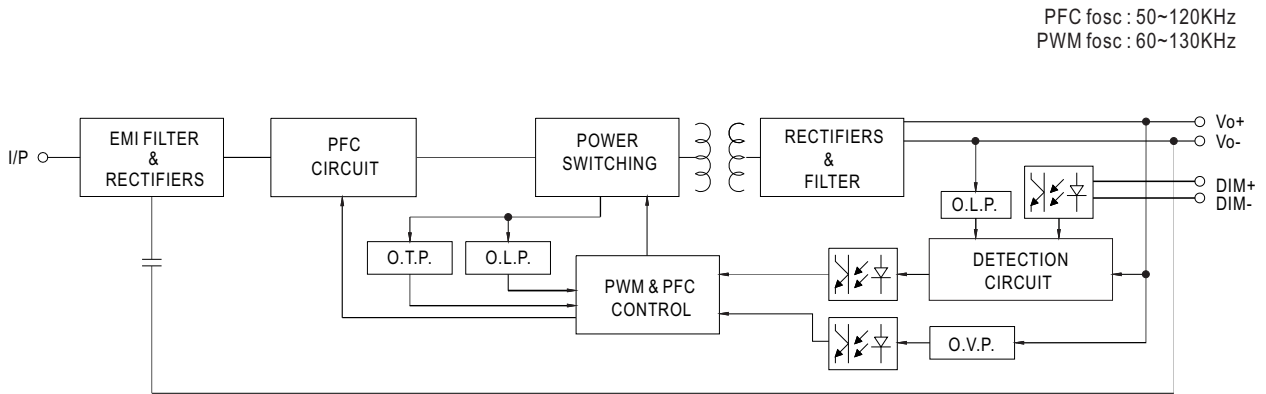 PFC fosc : 50~120KHz
PWM fosc : 60~130KHz
I/P
EMI FILTER
&
RECTIFIERS
PFC
CIRCUIT
POWER
SWITCHING
RECTIFIERS
&
FILTER
Vo+
Vo-
DIM+
DIM-
O.L.P.
O.T.P.
O.L.P.
PWM & PFC
CONTROL
DETECTION
CIRCUIT
O.V.P.